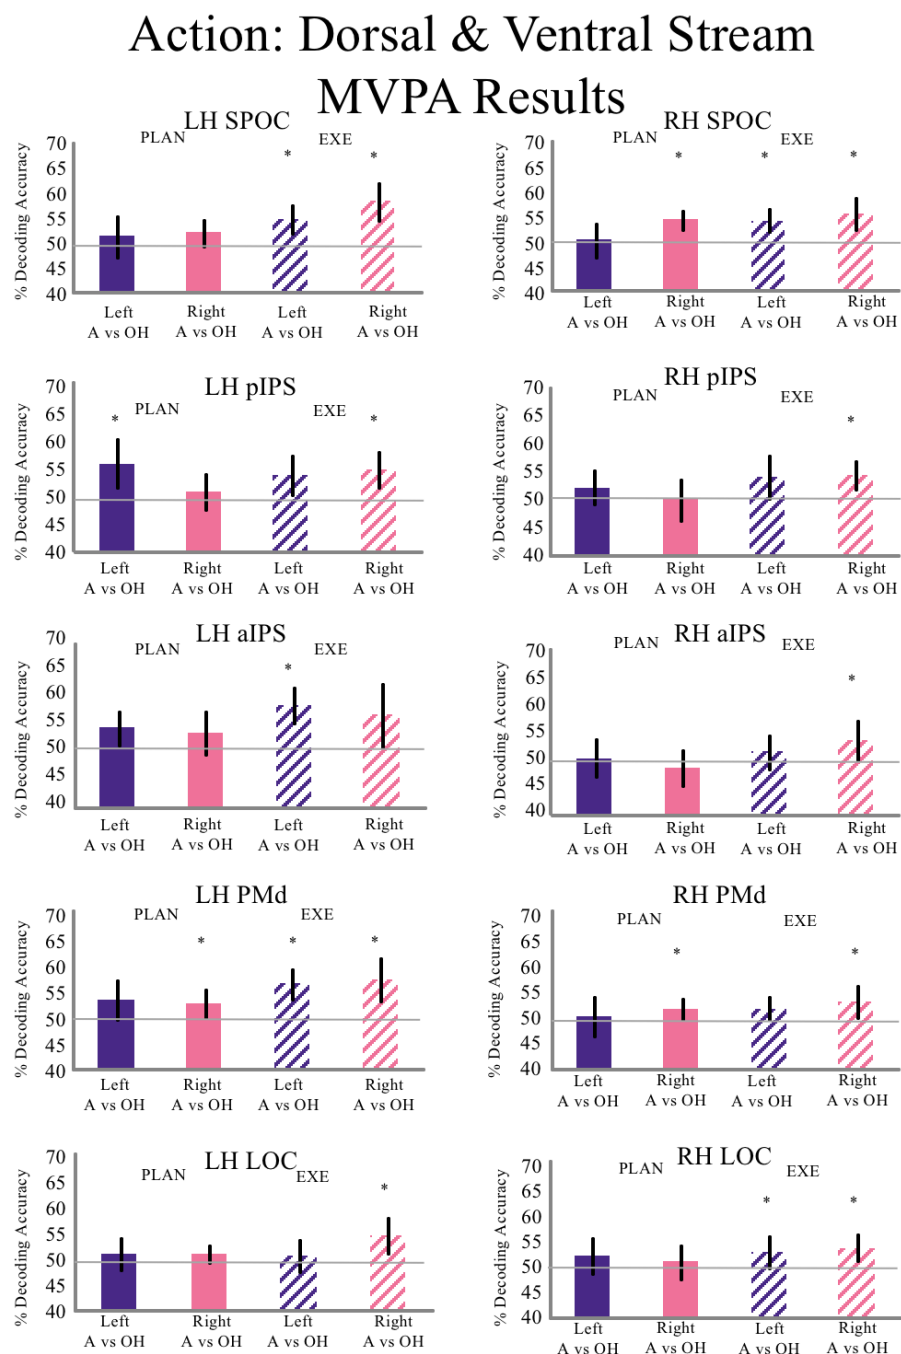 Action: Dorsal & Ventral Stream
MVPA Results
LH SPOC
PLAN
EXE
% Decoding Accuracy
70
65
60
55
50
45
40
*
*
Left
A vs OH
Right
A vs OH
Left
A vs OH
Right
A vs OH
RH SPOC
PLAN
EXE
% Decoding Accuracy
70
65
60
55
50
45
40
*
*
*
Left
A vs OH
Right
A vs OH
Left
A vs OH
Right
A vs OH
LH pIPS
PLAN
EXE
% Decoding Accuracy
70
65
60
55
50
45
40
*
*
Left
A vs OH
Right
A vs OH
Left
A vs OH
Right
A vs OH
RH pIPS
PLAN
EXE
% Decoding Accuracy
70
65
60
55
50
45
40
*
Left
A vs OH
Right
A vs OH
Left
A vs OH
Right
A vs OH
LH aIPS
PLAN
EXE
% Decoding Accuracy
70
65
60
55
50
45
40
*
Left
A vs OH
Right
A vs OH
Left
A vs OH
Right
A vs OH
RH aIPS
PLAN
EXE
% Decoding Accuracy
70
65
60
55
50
45
40
*
Left
A vs OH
Right
A vs OH
Left
A vs OH
Right
A vs OH
LH PMd
PLAN
EXE
% Decoding Accuracy
70
65
60
55
50
45
40
*
*
*
Left
A vs OH
Right
A vs OH
Left
A vs OH
Right
A vs OH
RH PMd
PLAN
EXE
% Decoding Accuracy
70
65
60
55
50
45
40
*
*
Left
A vs OH
Right
A vs OH
Left
A vs OH
Right
A vs OH
LH LOC
PLAN
EXE
% Decoding Accuracy
70
65
60
55
50
45
40
*
Left
A vs OH
Right
A vs OH
Left
A vs OH
Right
A vs OH
RH LOC
PLAN
EXE
% Decoding Accuracy
70
65
60
55
50
45
40
*
*
Left
A vs OH
Right
A vs OH
Left
A vs OH
Right
A vs OH